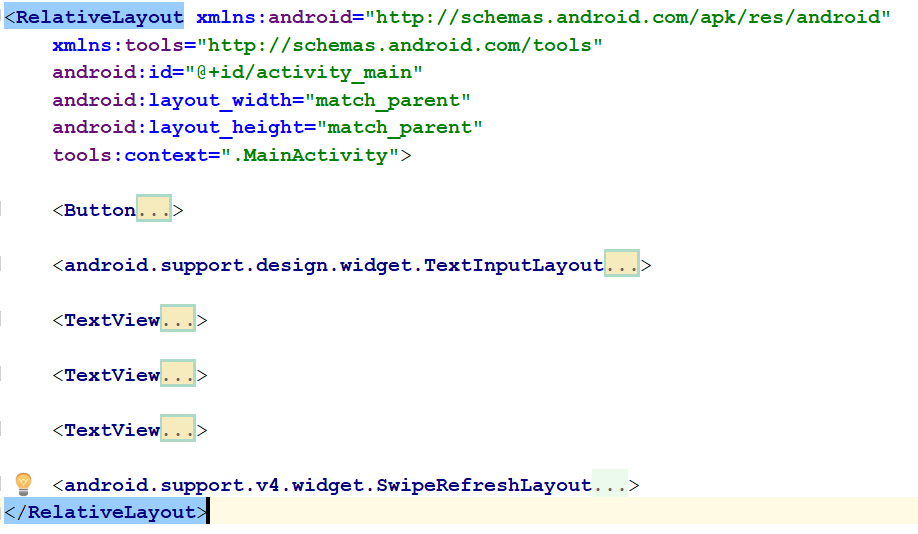 <RelativeLayout xmlns:android="http://schemas.android.com/apk/res/android"
xmlns:tools="http://schemas.android.com/tools"
android:id="@+id/activity_main"
android:layout_width="match_parent"
android:layout_height="match_parent"
tools:context=".MainActivity">
<Button...>
<android.support.design.widget.TextInputLayout...>
<TextView...>
<TextView...>
<TextView...>
<android.support.v4.widget.SwipeRefreshLayout...>
</RelativeLayout>